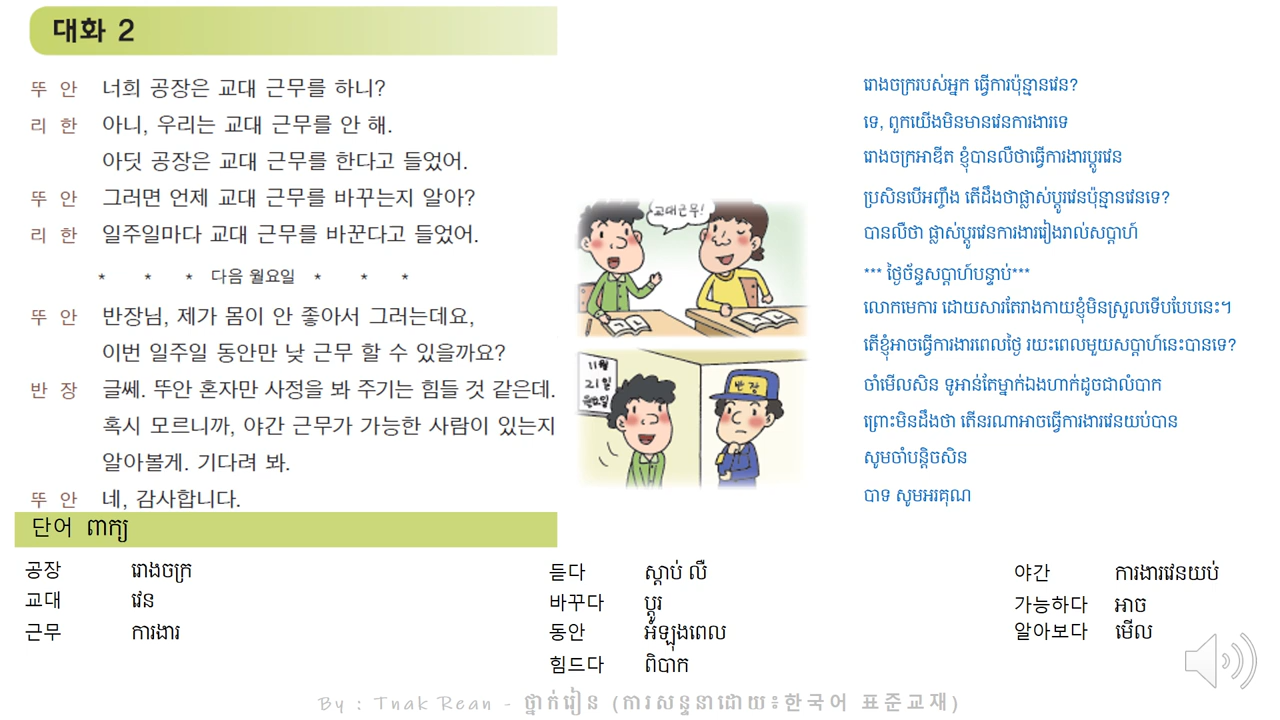 대화 2
뚜 안 너희 공장은 교대 근무를 하니?
리 한 아니, 우리는 교대 근무를 안 해.
아딧 공장은 교대 근무를 한다고 들었어.
뚜 안 그러면 언제 교대 근무를 바꾸는지 알아?
리 한 일주일마다 교대 근무를 바꾼다고 들었어.
* * * 다음 월요일 * * *
뚜 안 반장님, 제가 몸이 안 좋아서 그러는데요,
이번 일주일 동안만 낮 근무 할 수 있을까요?
반 장 글쎄. 뚜안 혼자만 사정을 봐 주기는 힘들 것 같은데.
혹시 모르니까, 야간 근무가 가능한 사람이 있는지
알아볼게. 기다려 봐.
뚜 안 네, 감사합니다.
교대근무!
11월
21일
월요일
반장
រោងចក្ររបស់អ្នក ធ្វើការប៉ុន្មានវេន?
ទេ, ពួកយើងមិនមានវេនការងារទេ
រោងចក្រអាឌីត ខ្ញុំបានលឺថាធ្វើការងារប្តូរវេន
ប្រសិនបើអញ្ចឹង តើដឹងថាផ្លាស់ប្តូរវេនប៉ុន្មានវេនទេ?
បានលឺថា ផ្លាស់ប្តូរវេនការងាររៀងរាល់សប្តាហ៍
*** ថ្ងៃច័ន្ទសប្តាហ៍បន្ទាប់***
លោកមេការ ដោយសារតែរាងកាយខ្ញុំមិនស្រួលទើបបែបនេះ។
តើខ្ញុំអាចធ្វើការងារពេលថ្ងៃ រយះពេលមួយសប្តាហ៍នេះបានទេ?
ចាំមើលសិន ទូអាន់តែម្នាក់ឯងហាក់ដូចជាលំបាក
ព្រោះមិនដឹងថា តើនរណាអាចធ្វើការងារវេនយប់បាន
សូមចាំបន្តិចសិន
បាទ សូមអរគុណ
단어 ពាក្យ
공장 រោងចក្រ
교대 វេន
근무 ការងារ
듣다 ស្តាប់ លឺ
바꾸다 ប្តូរ
동안 អំឡុងពេល
힘드다 ពិបាក
야간 ការងារវេនយប់
가능하다 អាច
알아보다 មើល
By : Tnak Rean - ថ្នាក់រៀន (ការសន្ទនាដោយ៖한국어 표준교재)